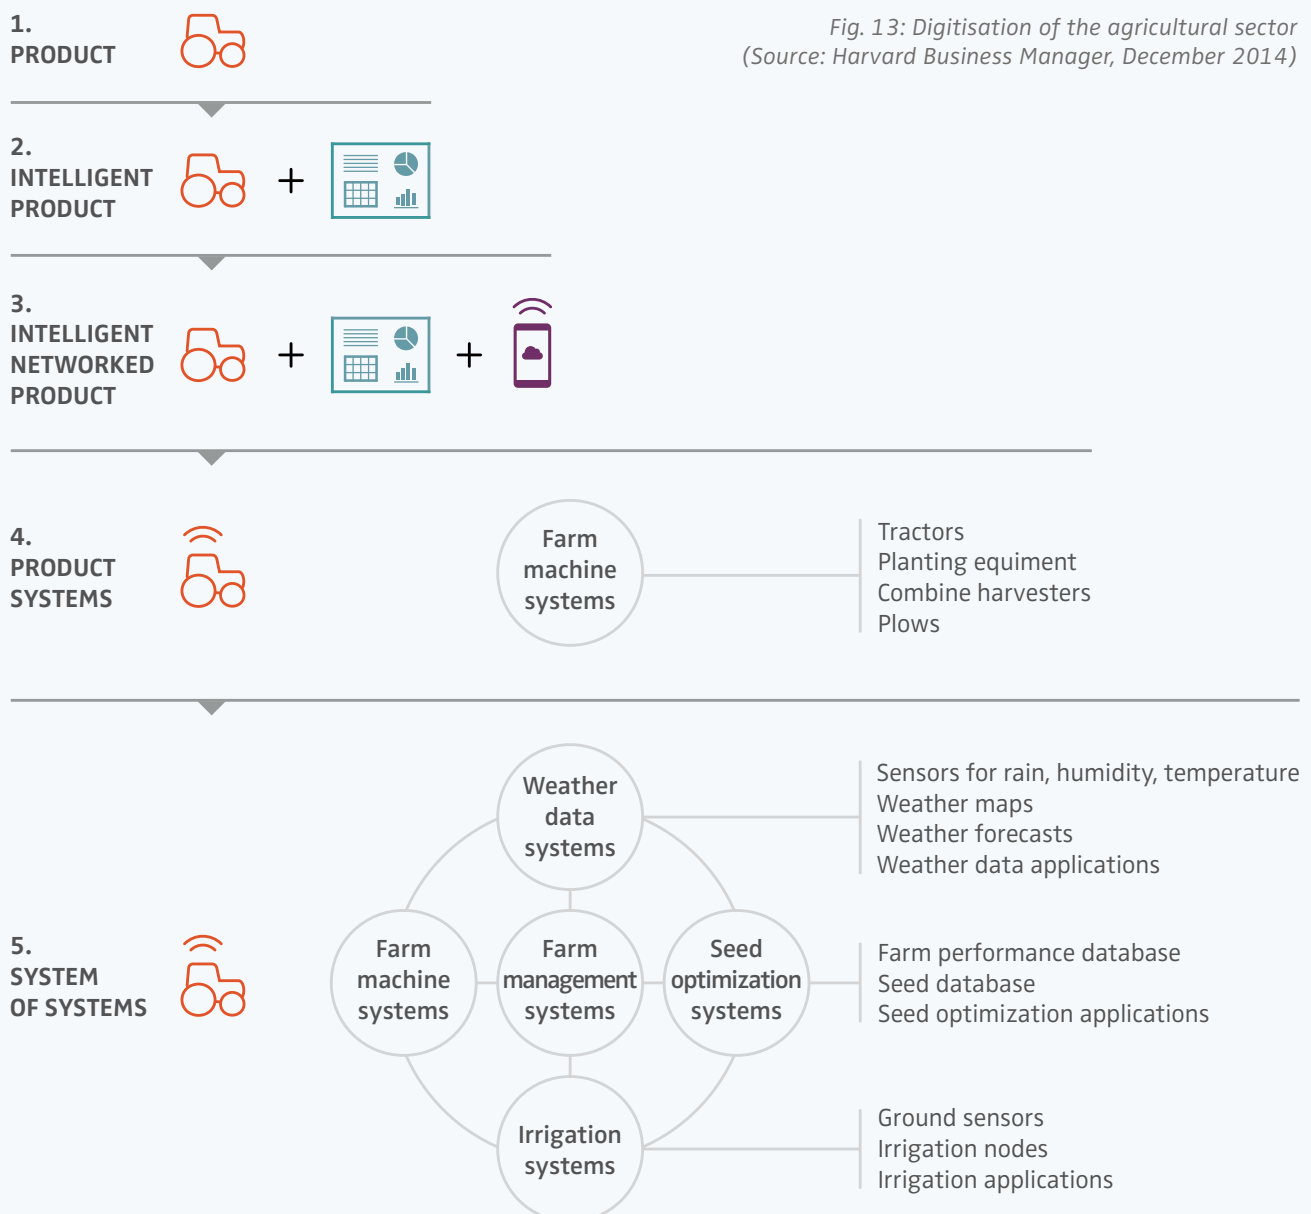 1.
PRODUCT
Fig. 13: Digitisation of the agricultural sector
(Source: Harvard Business Manager, December 2014)
2.
INTELLIGENT
PRODUCT
3.
INTELLIGENT
NETWORKED
PRODUCT
4.
PRODUCT
SYSTEMS
Farm
machine
systems
Tractors
Planting equiment
Combine harvesters
Plows
5.
SYSTEM
OF SYSTEMS
Weather
data
systems
Sensors for rain, humidity, temperature
Weather maps
Weather forecasts
Weather data applications
Farm
machine
systems
Farm
management
systems
Seed
optimization
systems
Farm performance database
Seed database
Seed optimization applications
Irrigation
systems
Ground sensors
Irrigation nodes
Irrigation applications